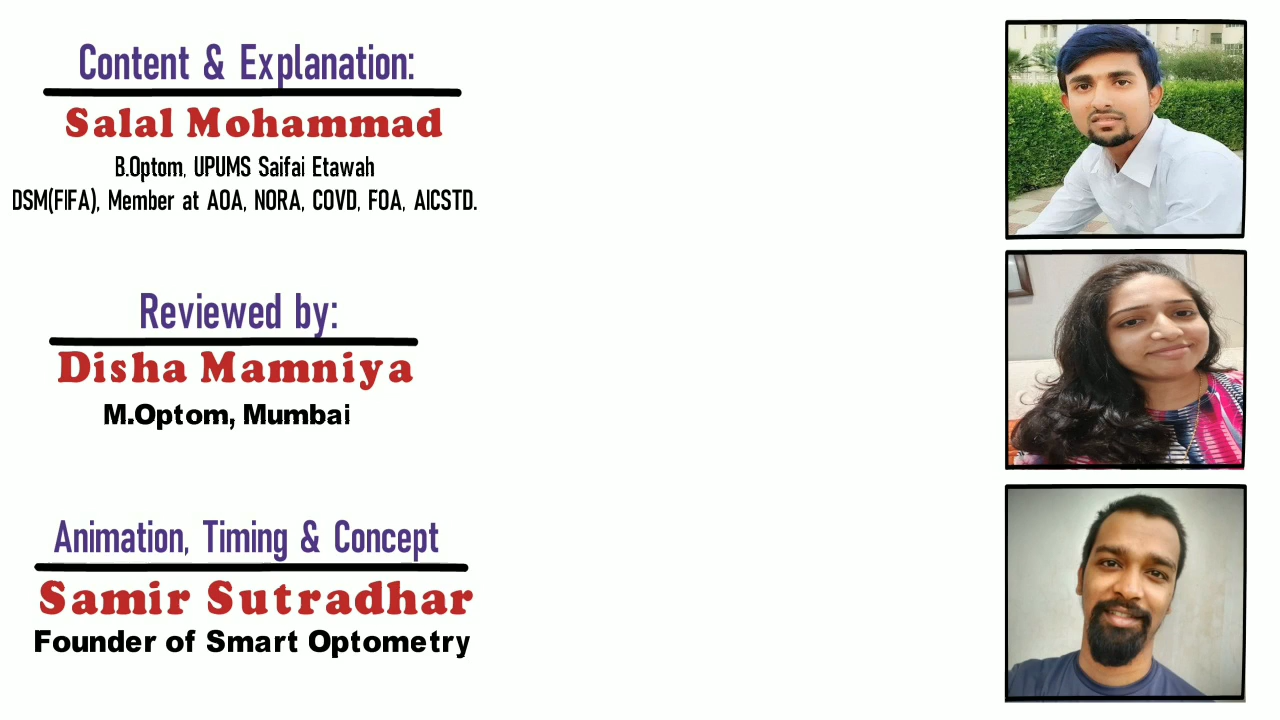 Content & Explanation:
Salal Mohammad
B.Optom, UPUMS Saifai Etawah
DSM(FIFA), Member at AOA, NORA, COVD, FOA, AICSTD.
Reviewed by:
Disha Mamniya
M.Optom, Mumbai
Animation, Timing & Concept
Samir Sutradhar
Founder of Smart Optometry